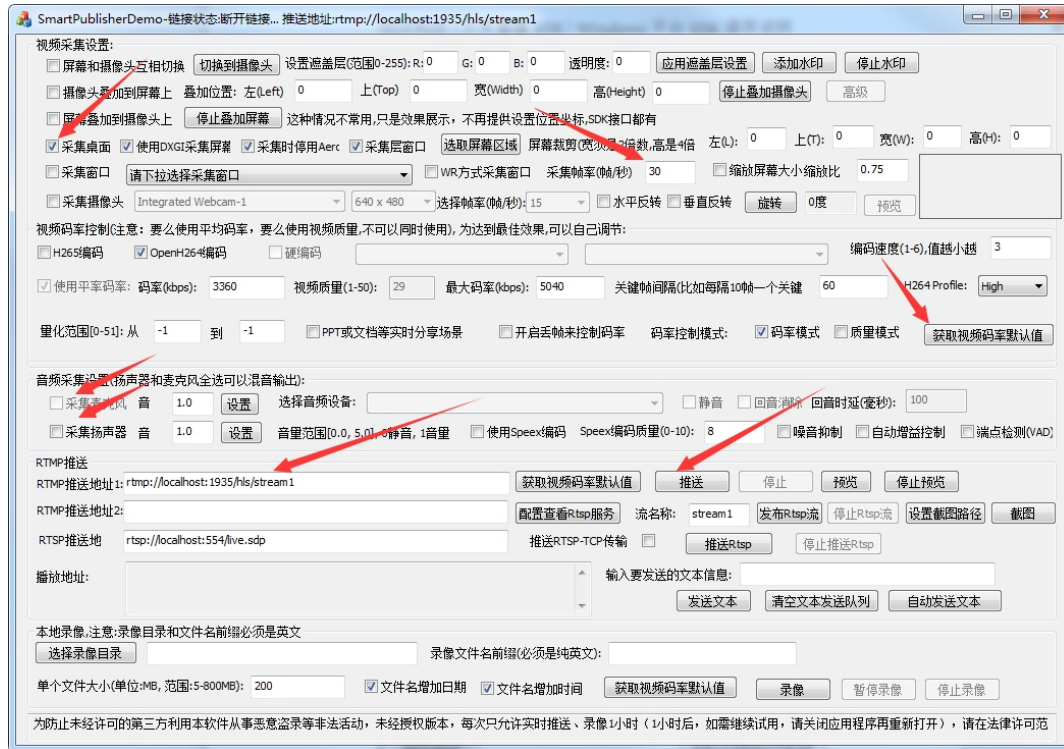 SmartPublisherDemo-链接状态:断开链接... 推送地址:rtmp://localhost:1935/hls/stream1
视频采集设置:
屏幕和摄像头互相切换 切换到摄像头 设置遮盖层(范围0-255): R: 0 G: 0 B: 0 透明度: 0 应用遮盖层设置 添加水印 停止水印
摄像头叠加到屏幕上 叠加位置: 左(Left) 0 上(Top) 0 宽(Width) 0 高(Height) 0 停止叠加摄像头 高级
屏幕叠加到摄像头上 停止叠加屏幕 这种情况不常用,只是效果展示，不再提供设置位置坐标,SDK接口都有
采集桌面 使用DXGI采集屏幕 采集时停用Aero 采集层窗口 选取屏幕区域 屏幕裁剪(宽须是2倍数,高是4倍 左(L): 0 上(T): 0 宽(W): 0 高(H): 0
采集窗口 请下拉选择采集窗口 WR方式采集窗口 采集帧率(帧/秒) 30 缩放屏幕大小缩放比 0.75
采集摄像头 Integrated Webcam-1 640 x 480 选择帧率(帧/秒): 15 水平反转 垂直反转 旋转 0度 预览
视频码率控制(注意：要么使用平均码率，要么使用视频质量,不可以同时使用), 为达到最佳效果,可以自己调节:
H265编码 OpenH264编码 硬编码 编码速度(1-6),值越小越 3
使用平率码率: 码率(kbps): 3360 视频质量(1-50): 29 最大码率(kbps): 5040 关键帧间隔(比如每隔10帧一个关键 60 H264 Profile: High
量化范围[0-51]: 从 -1 到 -1 PPT或文档等实时分享场景 开启丢帧来控制码率 码率控制模式: 码率模式 质量模式 获取视频码率默认值
音频采集设置(扬声器和麦克风全选可以混音输出):
采集麦克风 音 1.0 设置 选择音频设备: 静音 回音消除 回音时延(毫秒): 100
采集扬声器 音 1.0 设置 音量范围[0.0, 5.0], 0静音, 1音量 使用Speex编码 Speex编码质量(0-10): 8 噪音抑制 自动增益控制 端点检测(VAD)
RTMP推送
RTMP推送地址1: rtmp://localhost:1935/hls/stream1 获取视频码率默认值 推送 停止 预览 停止预览
RTMP推送地址2: 配置查看Rtsp服务 流名称: stream1 发布Rtsp流 停止Rtsp流 设置截图路径 截图
RTSP推送地 rtsp://localhost:554/live.sdp 推送RTSP-TCP传输 推送Rtsp 停止推送Rtsp
播放地址: 输入要发送的文本信息:
发送文本 清空文本发送队列 自动发送文本
本地录像,注意:录像目录和文件名前缀必须是英文
选择录像目录 录像文件名前缀(必须是纯英文):
单个文件大小(单位:MB, 范围:5-800MB): 200 文件名增加日期 文件名增加时间 获取视频码率默认值 录像 暂停录像 停止录像
为防止未经许可的第三方利用本软件从事恶意盗录等非法活动，未经授权版本，每次只允许实时推送、录像1小时（1小时后，如需继续试用，请关闭应用程序再重新打开），请在法律许可范